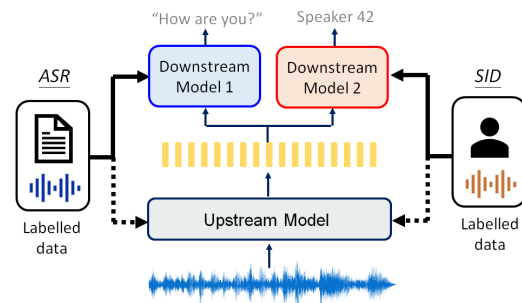 “How are you?”
Speaker 42
ASR
Downstream
Model 1
Downstream
Model 2
SID
Labelled
data
Upstream Model
Labelled
data